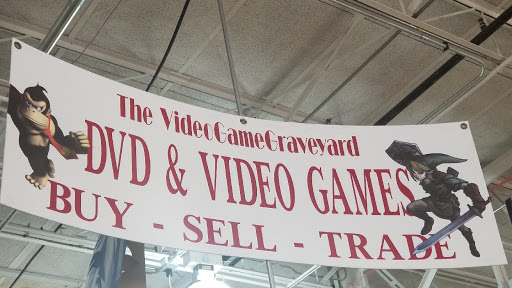 The VideoGameGraveyard
DVD & VIDEO GAMES
BUY - SELL - TRADE